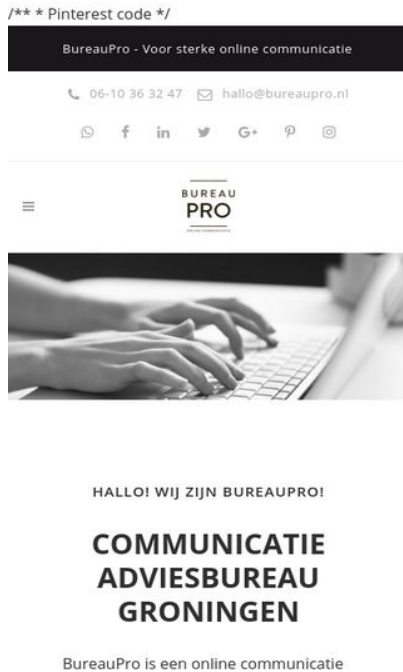 /** * Pinterest code */
BureauPro - Voor sterke online communicatie
06-10 36 32 47 hallo@bureaupro.nl
BUREAU
PRO
HALLO! WIJ ZIJN BUREAUPRO!
COMMUNICATIE
ADVIESBUREAU
GRONINGEN
BureauPro is een online communicatie